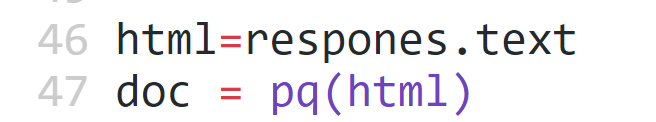 46 html=respones.text
47 doc = pq(html)